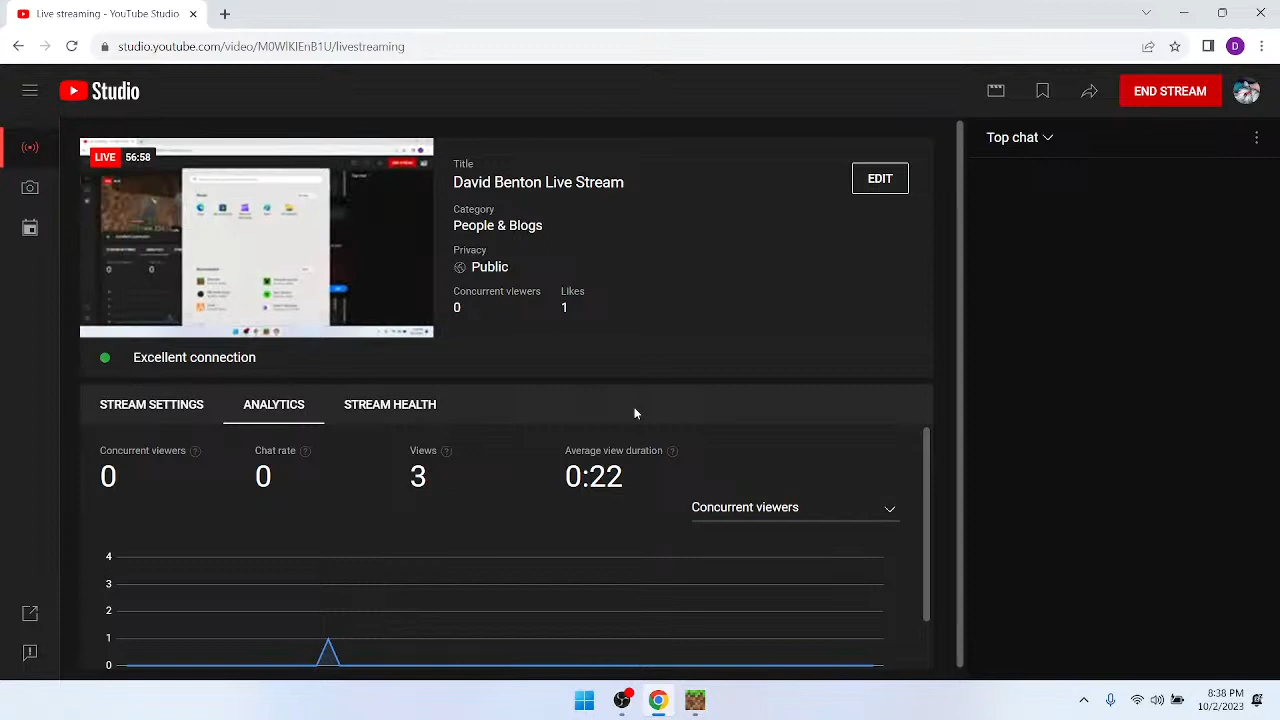 Live streaming - YouTube Studio
studio.youtube.com/video/M0WlKIEnB1U/livestreaming
D
Studio
END STREAM
LIVE 56:58
Title
David Benton Live Stream
EDIT
Category
People & Blogs
Privacy
Public
Concurrent viewers Likes
0 1
Excellent connection
Top chat
STREAM SETTINGS ANALYTICS STREAM HEALTH
Concurrent viewers Chat rate Views Average view duration
0 0 3 0:22
Concurrent viewers
4
3
2
1
0
8:38 PM
10/2/2023